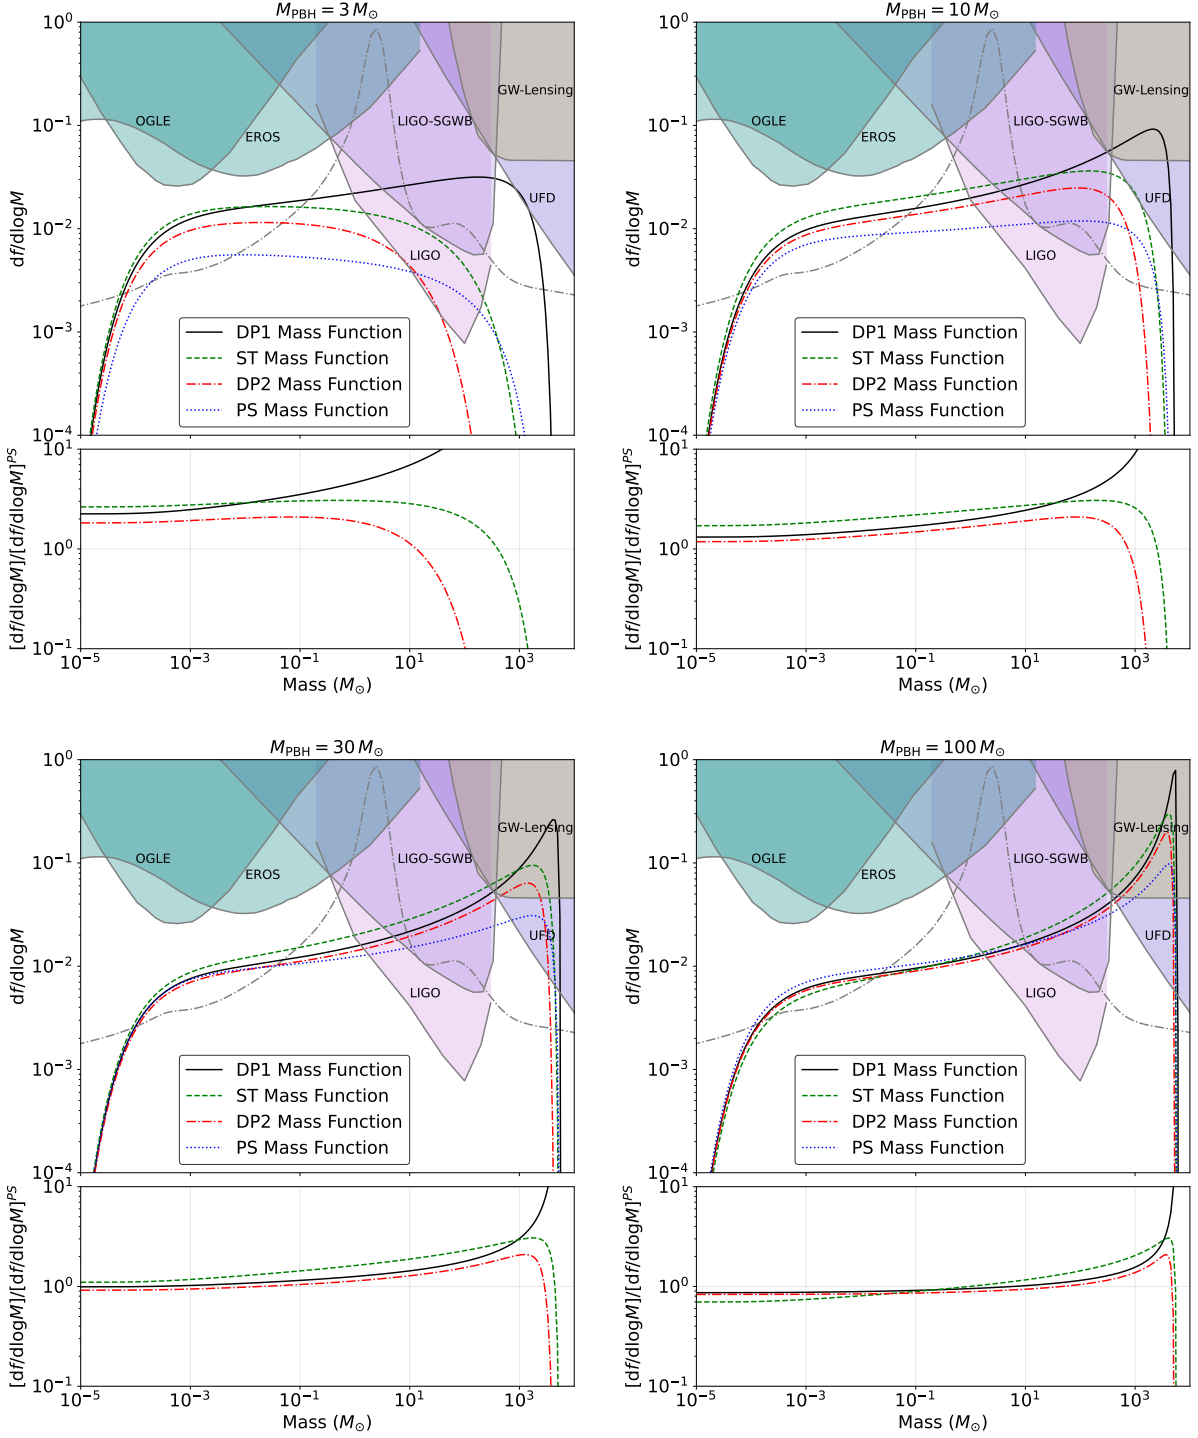 M_PBH = 3 M_⊙
10^0
10^-1
10^-2
10^-3
10^-4
df/dlogM
OGLE
EROS
LIGO-SGWB
GW-Lensing
UFD
LIGO
DP1 Mass Function
ST Mass Function
DP2 Mass Function
PS Mass Function
10^1
10^0
10^-1
[df/dlogM]/[df/dlogM]^PS
10^-5
10^-3
10^-1
10^1
10^3
Mass (M_⊙)
M_PBH = 10 M_⊙
10^0
10^-1
10^-2
10^-3
10^-4
df/dlogM
OGLE
EROS
LIGO-SGWB
GW-Lensing
UFD
LIGO
DP1 Mass Function
ST Mass Function
DP2 Mass Function
PS Mass Function
10^1
10^0
10^-1
[df/dlogM]/[df/dlogM]^PS
10^-5
10^-3
10^-1
10^1
10^3
Mass (M_⊙)
M_PBH = 30 M_⊙
10^0
10^-1
10^-2
10^-3
10^-4
df/dlogM
OGLE
EROS
LIGO-SGWB
GW-Lensing
UFD
LIGO
DP1 Mass Function
ST Mass Function
DP2 Mass Function
PS Mass Function
10^1
10^0
10^-1
[df/dlogM]/[df/dlogM]^PS
10^-5
10^-3
10^-1
10^1
10^3
Mass (M_⊙)
M_PBH = 100 M_⊙
10^0
10^-1
10^-2
10^-3
10^-4
df/dlogM
OGLE
EROS
LIGO-SGWB
GW-Lensing
UFD
LIGO
DP1 Mass Function
ST Mass Function
DP2 Mass Function
PS Mass Function
10^1
10^0
10^-1
[df/dlogM]/[df/dlogM]^PS
10^-5
10^-3
10^-1
10^1
10^3
Mass (M_⊙)